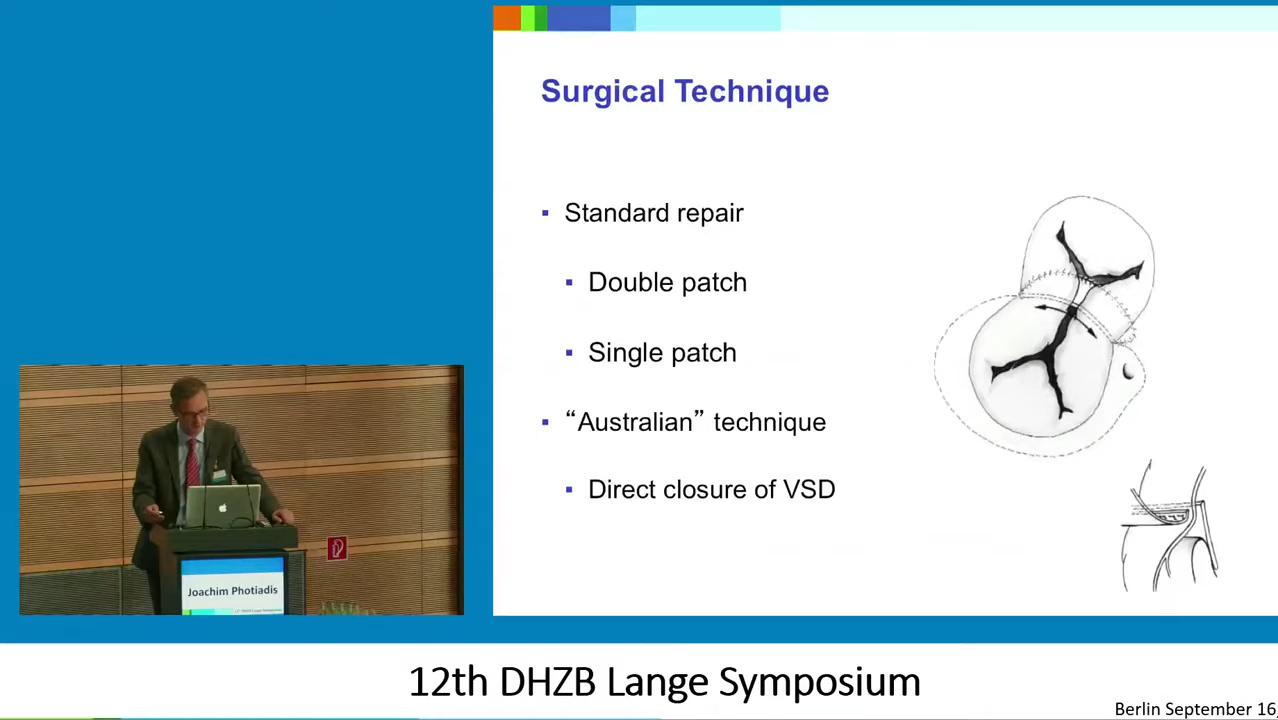 Surgical Technique
▪ Standard repair
▪ Double patch
▪ Single patch
▪ “Australian” technique
▪ Direct closure of VSD
Joachim Photiadis
12th DHZB Lange Symposium
Berlin September 16,